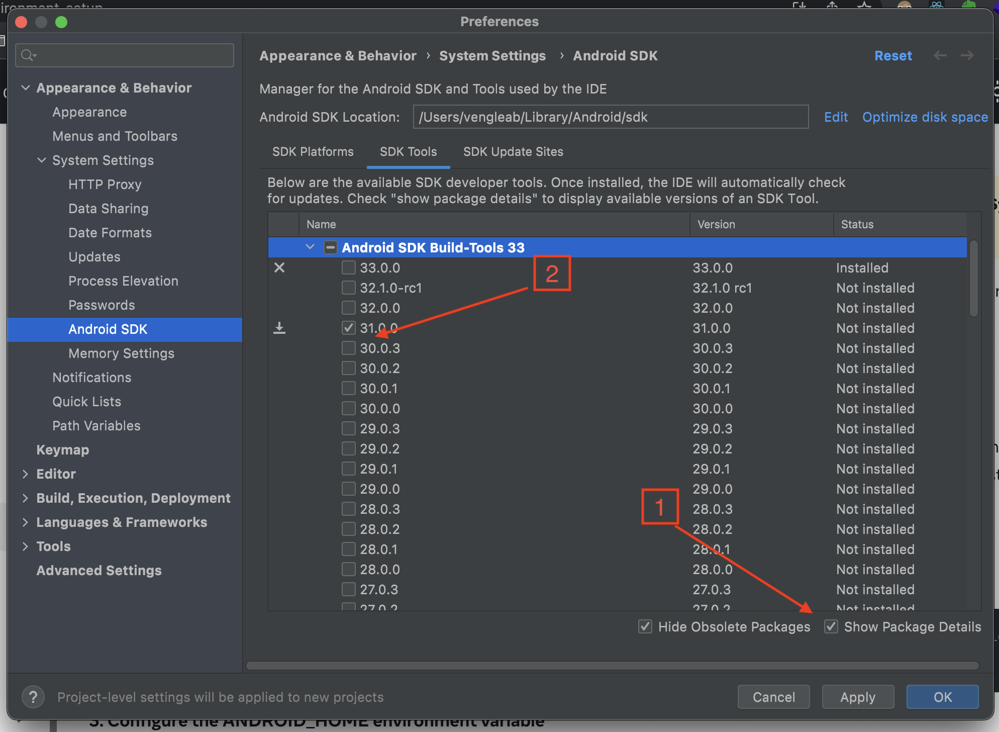 Preferences
Appearance & Behavior › System Settings › Android SDK
Reset
Manager for the Android SDK and Tools used by the IDE
Android SDK Location: /Users/vengleab/Library/Android/sdk Edit Optimize disk space
Appearance & Behavior
Appearance
Menus and Toolbars
System Settings
HTTP Proxy
Data Sharing
Date Formats
Updates
Process Elevation
Passwords
Android SDK
Memory Settings
Notifications
Quick Lists
Path Variables
Keymap
Editor
Build, Execution, Deployment
Languages & Frameworks
Tools
Advanced Settings
SDK Platforms SDK Tools SDK Update Sites
Below are the available SDK developer tools. Once installed, the IDE will automatically check
for updates. Check "show package details" to display available versions of an SDK Tool.
Name Version Status
Android SDK Build-Tools 33
33.0.0 33.0.0 Installed
2
32.1.0-rc1 32.1.0 rc1 Not installed
32.0.0 32.0.0 Not installed
31.0.0 31.0.0 Not installed
30.0.3 30.0.3 Not installed
30.0.2 30.0.2 Not installed
30.0.1 30.0.1 Not installed
30.0.0 30.0.0 Not installed
29.0.3 29.0.3 Not installed
29.0.2 29.0.2 Not installed
29.0.1 29.0.1 Not installed
29.0.0 29.0.0 Not installed
1
28.0.3 28.0.3 Not installed
28.0.2 28.0.2 Not installed
28.0.1 28.0.1 Not installed
28.0.0 28.0.0 Not installed
27.0.3 27.0.3 Not installed
27.0.2 27.0.2 Not installed
Hide Obsolete Packages Show Package Details
? Project-level settings will be applied to new projects
Cancel Apply OK
3. Configure the ANDROID_HOME environment variable